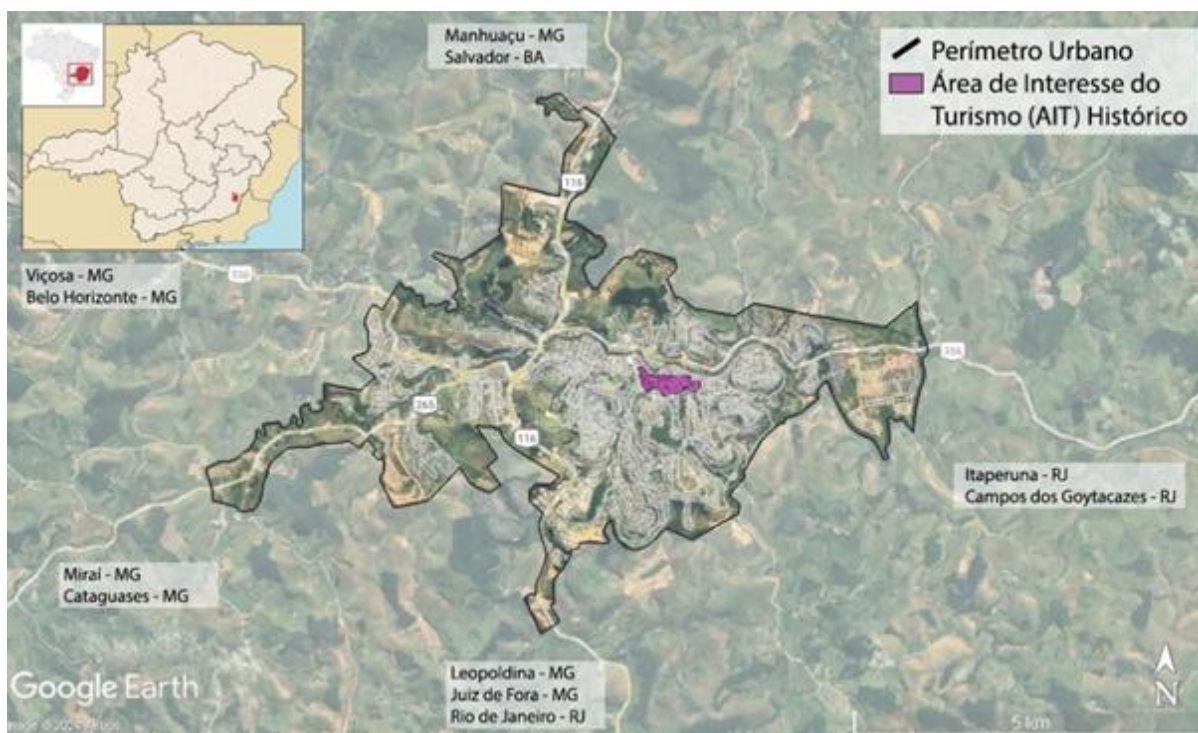 Manhuaçu - MG
Salvador - BA
Perímetro Urbano
Área de Interesse do
Turismo (AIT) Histórico
116
Viçosa - MG
Belo Horizonte - MG
356
356
265
116
Itaperuna - RJ
Campos dos Goytacazes - RJ
Miraí - MG
Cataguases - MG
Leopoldina - MG
Juiz de Fora - MG
Rio de Janeiro - RJ
Google Earth
N
5 km